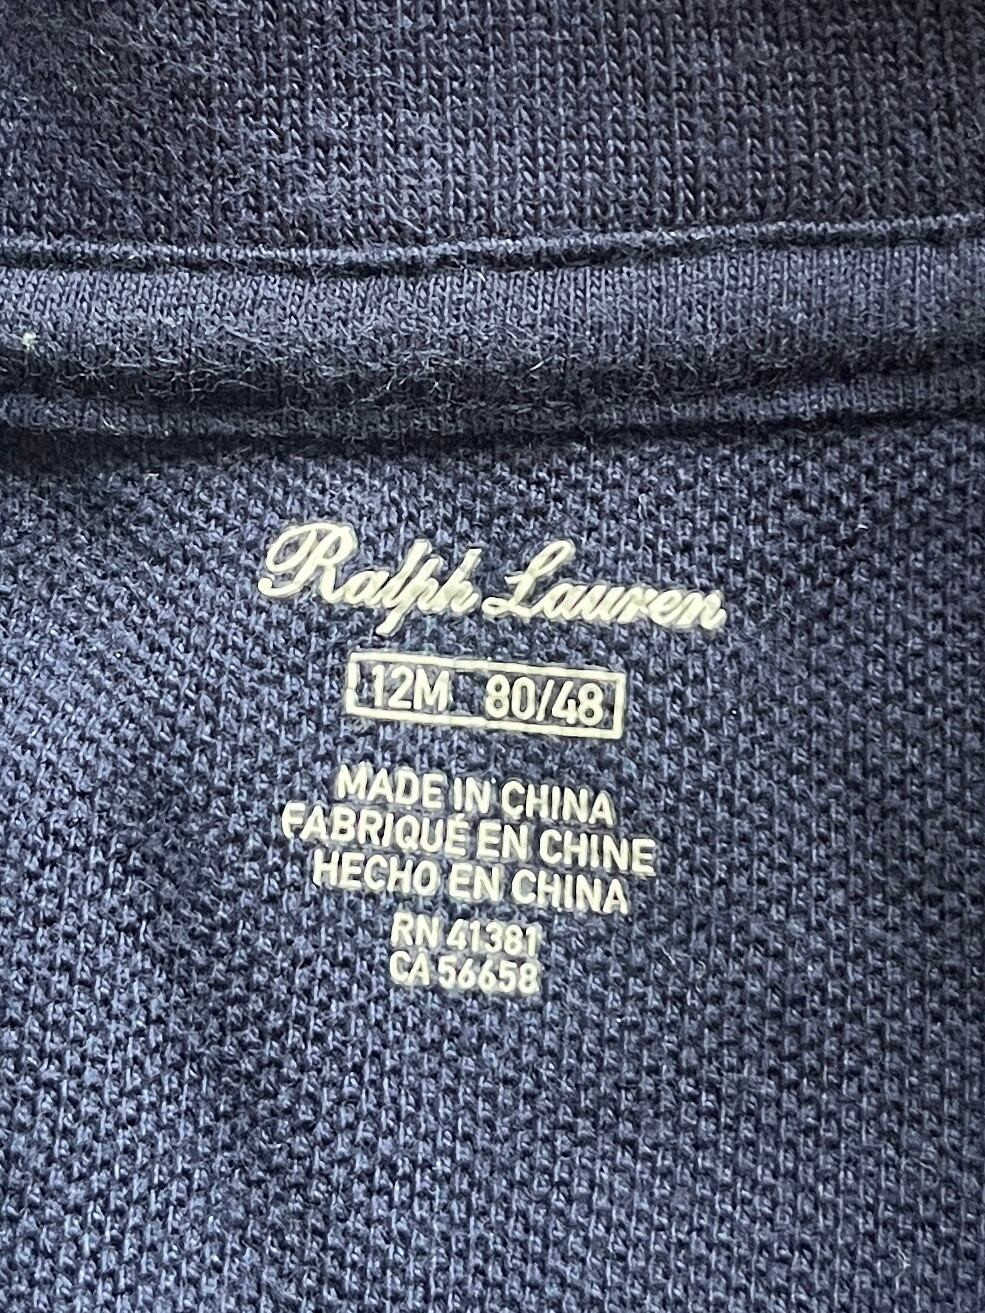 Ralph Lauren
12M 80/48
MADE IN CHINA
FABRIQUÉ EN CHINE
HECHO EN CHINA
RN 41381
CA 56658